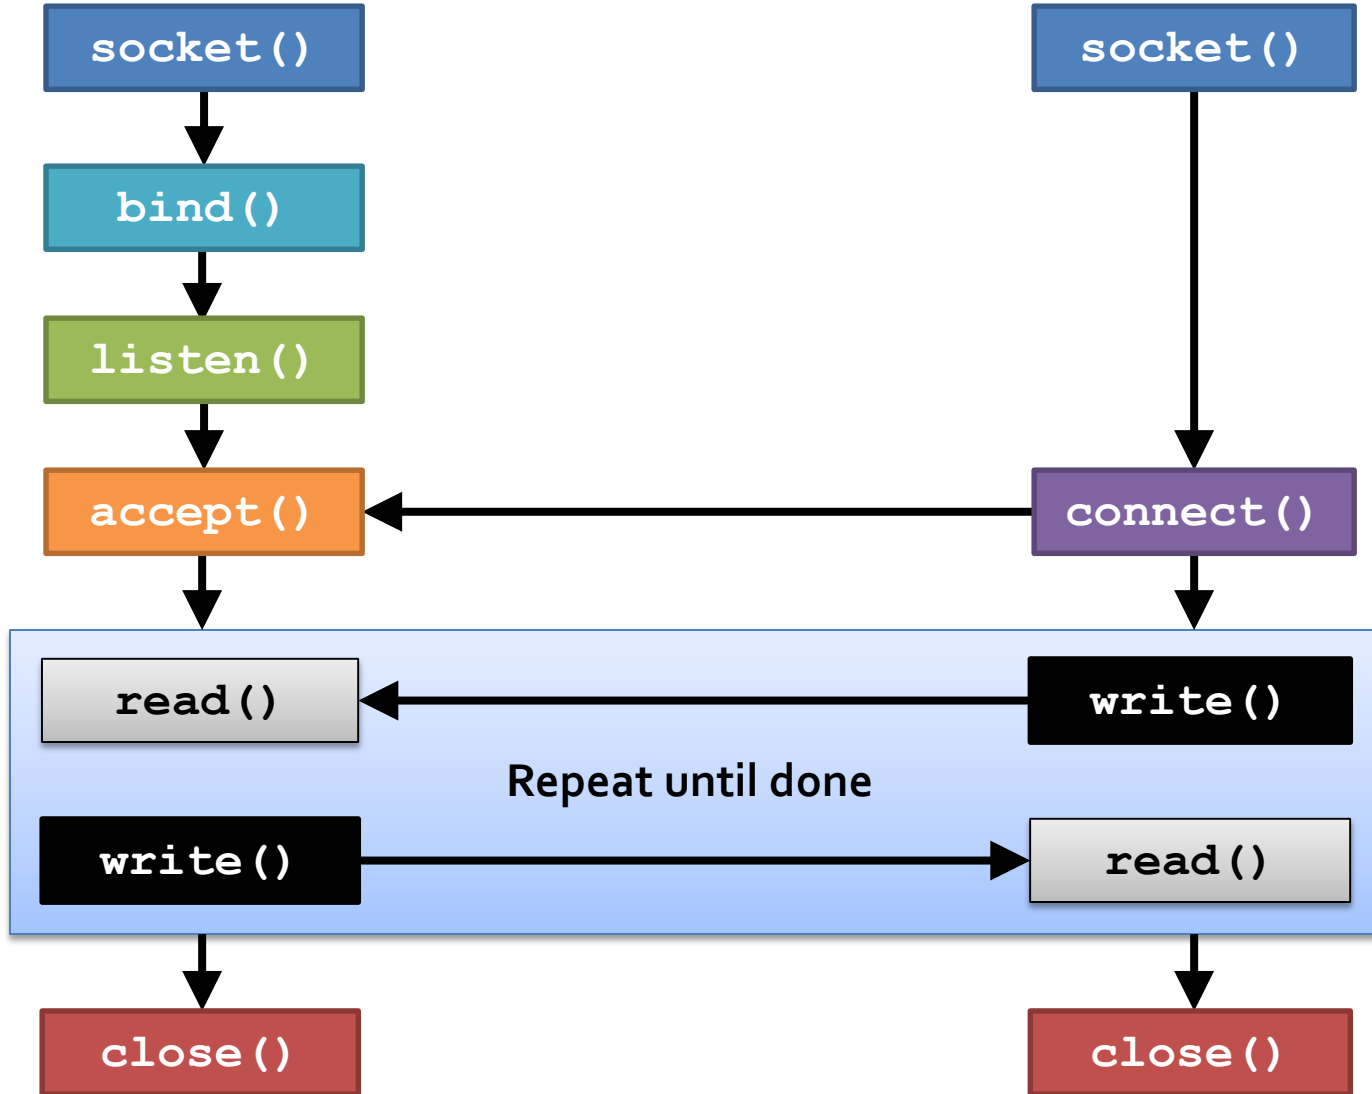 socket()
socket()
bind()
listen()
accept()
connect()
read()
write()
Repeat until done
write()
read()
close()
close()